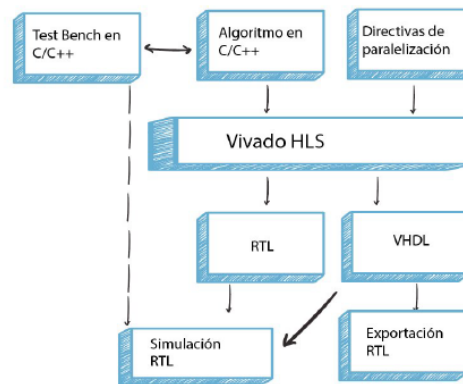 Test Bench en
C/C++
Algoritmo en
C/C++
Directivas de
paralelización
Vivado HLS
RTL
VHDL
Simulación
RTL
Exportación
RTL